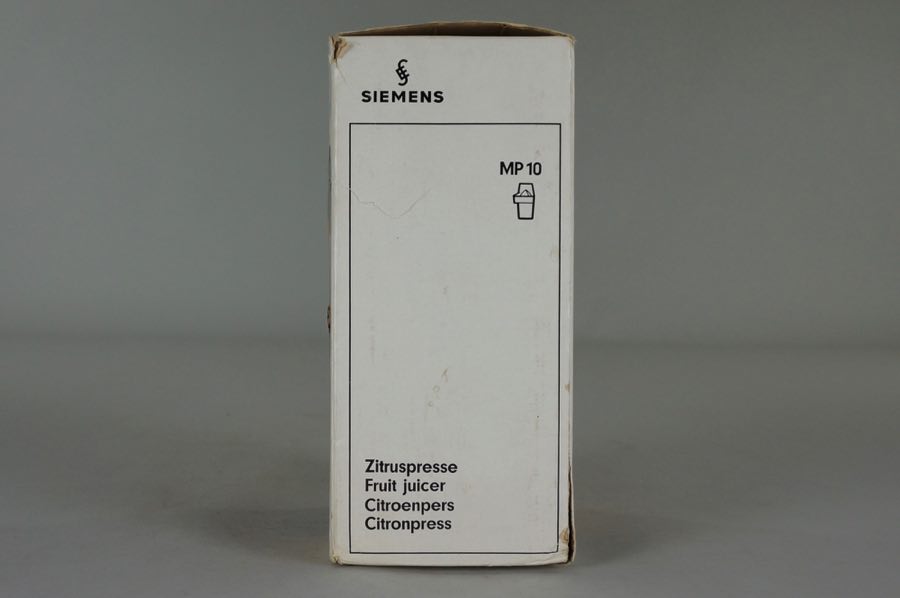 SIEMENS
MP 10
Zitruspresse
Fruit juicer
Citroenpers
Citronpress